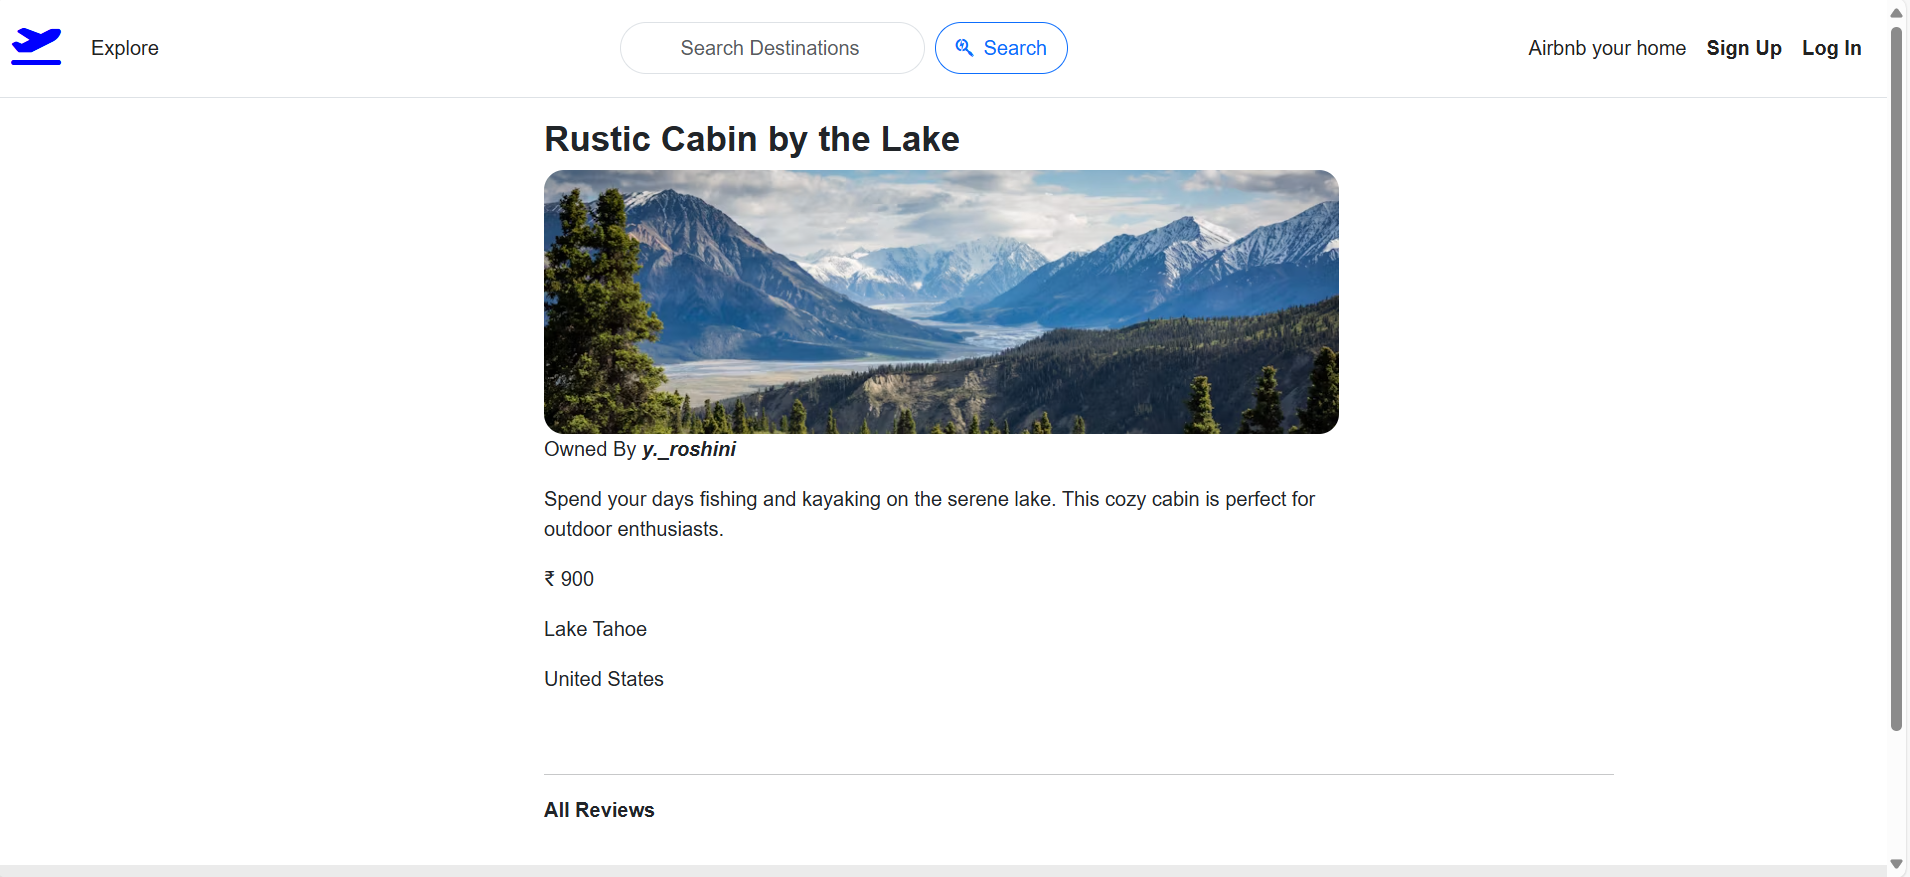 Explore
Search Destinations
Search
Airbnb your home
Sign Up
Log In
Rustic Cabin by the Lake
Owned By y._roshini
Spend your days fishing and kayaking on the serene lake. This cozy cabin is perfect for
outdoor enthusiasts.
₹ 900
Lake Tahoe
United States
All Reviews